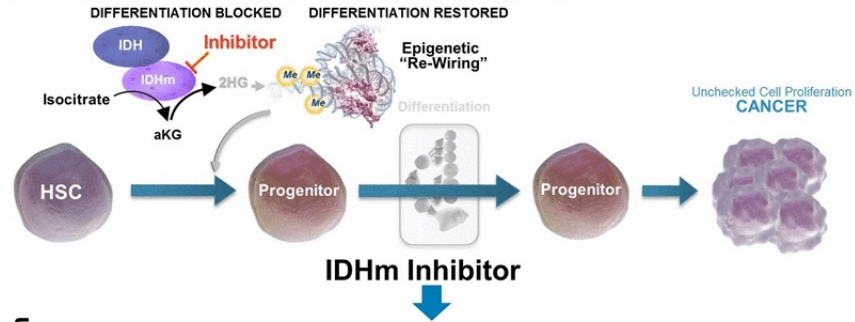 DIFFERENTIATION BLOCKED
DIFFERENTIATION RESTORED
IDH
Inhibitor
IDHm
Isocitrate
2HG
aKG
Me Me
Me
Epigenetic
"Re-Wiring"
Differentiation
Unchecked Cell Proliferation
CANCER
HSC
Progenitor
Progenitor
IDHm Inhibitor